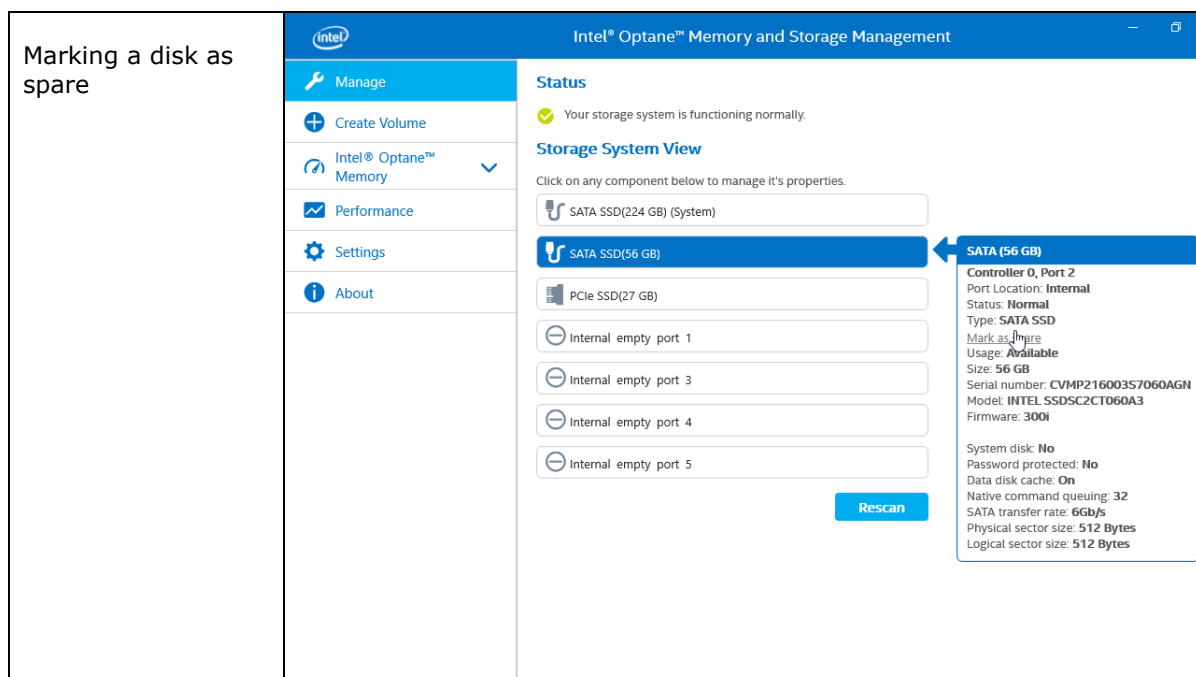 Marking a disk as
spare
intel
Intel® Optane™ Memory and Storage Management
Manage
Create Volume
Intel® Optane™
Memory
Performance
Settings
About
Status
Your storage system is functioning normally.
Storage System View
Click on any component below to manage it's properties.
SATA SSD(224 GB) (System)
SATA SSD(56 GB)
PCIe SSD(27 GB)
Internal empty port 1
Internal empty port 3
Internal empty port 4
Internal empty port 5
Rescan
SATA (56 GB)
Controller 0, Port 2
Port Location: Internal
Status: Normal
Type: SATA SSD
Mark as spare
Usage: Available
Size: 56 GB
Serial number: CVMP216003S7060AGN
Model: INTEL SSDSC2CT060A3
Firmware: 300i
System disk: No
Password protected: No
Data disk cache: On
Native command queuing: 32
SATA transfer rate: 6Gb/s
Physical sector size: 512 Bytes
Logical sector size: 512 Bytes